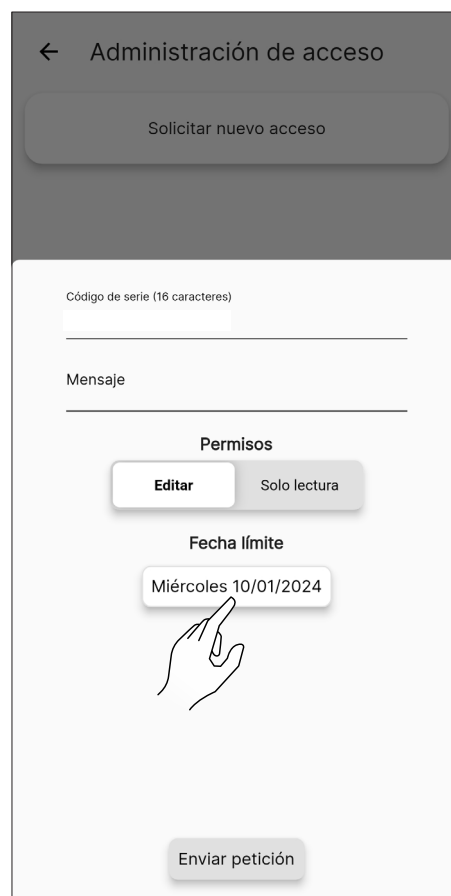 Administración de acceso
Solicitar nuevo acceso
Código de serie (16 caracteres)
Mensaje
Permisos
Editar Solo lectura
Fecha límite
Miércoles 10/01/2024
Enviar petición